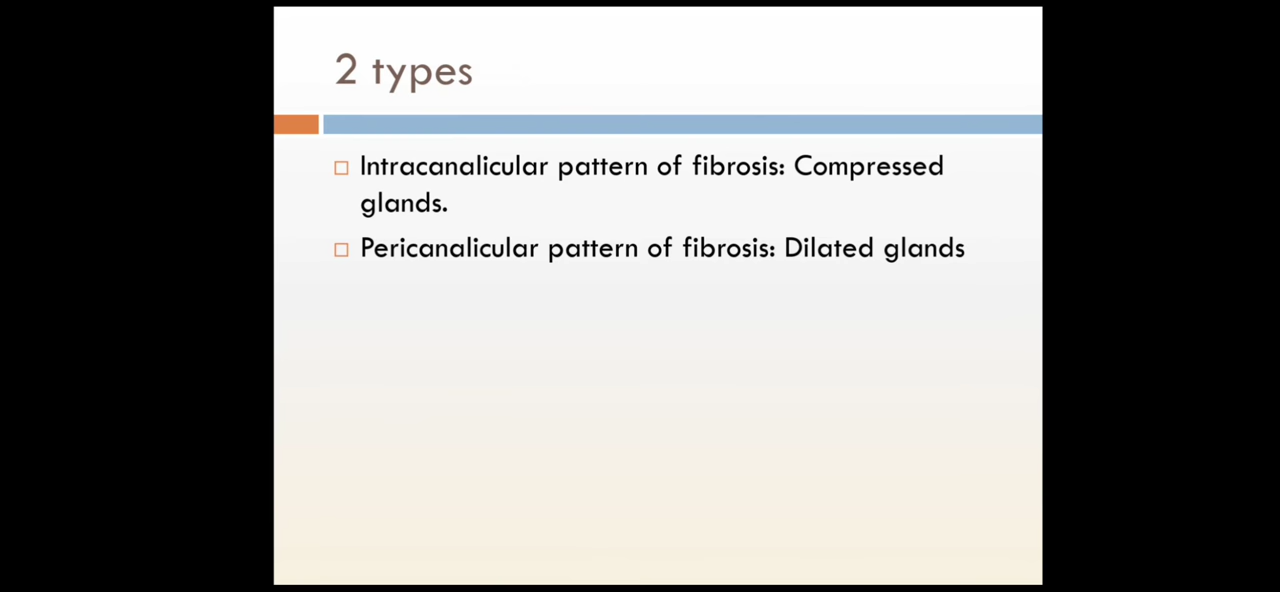 2 types
Intracanalicular pattern of fibrosis: Compressed
glands.
Pericanalicular pattern of fibrosis: Dilated glands